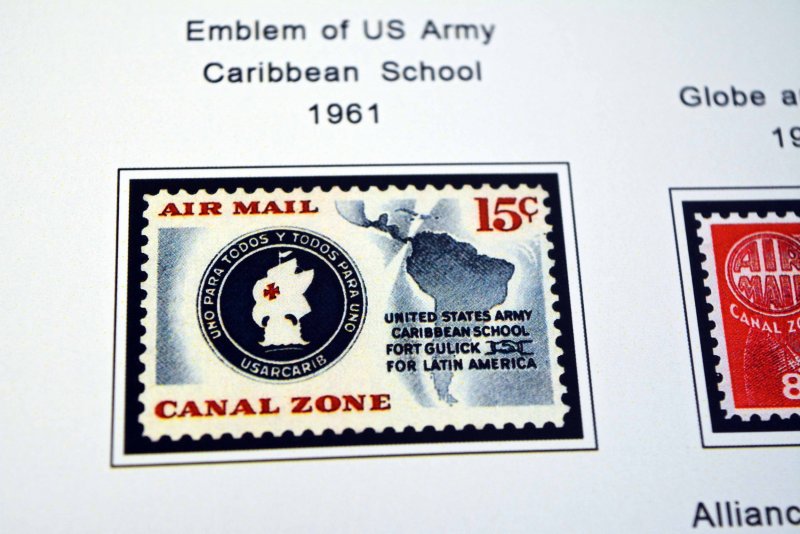 Emblem of US Army
Caribbean School
1961
AIR MAIL
15¢
UNO PARA TODOS Y TODOS PARA UNO
USARCARIB
UNITED STATES ARMY
CARIBBEAN SCHOOL
FORT GULICK
FOR LATIN AMERICA
CANAL ZONE
Globe a
19
AIR
MAIL
CANAL ZO
8
Allianc